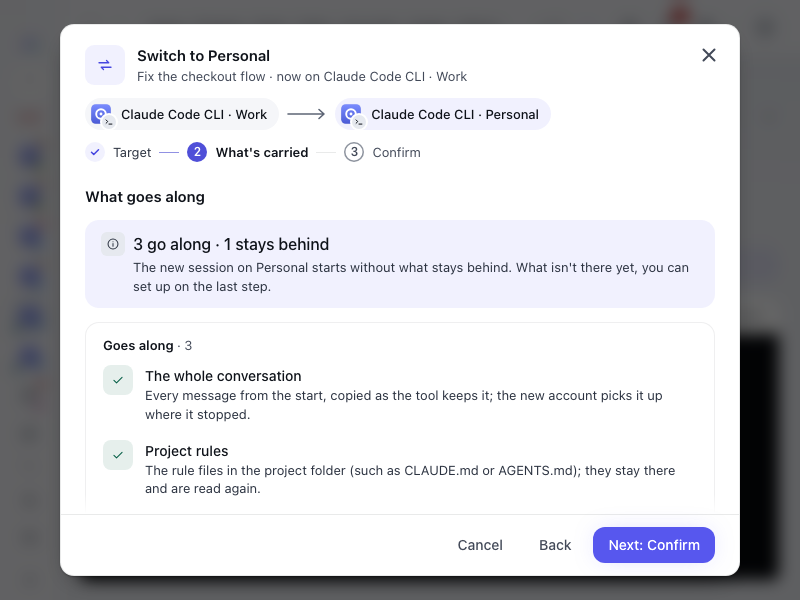 Switch to Personal
Fix the checkout flow · now on Claude Code CLI · Work
Claude Code CLI · Work
Claude Code CLI · Personal
Target
2 What's carried
3 Confirm
What goes along
3 go along · 1 stays behind
The new session on Personal starts without what stays behind. What isn't there yet, you can
set up on the last step.
Goes along · 3
The whole conversation
Every message from the start, copied as the tool keeps it; the new account picks it up
where it stopped.
Project rules
The rule files in the project folder (such as CLAUDE.md or AGENTS.md); they stay there
and are read again.
Cancel
Back
Next: Confirm